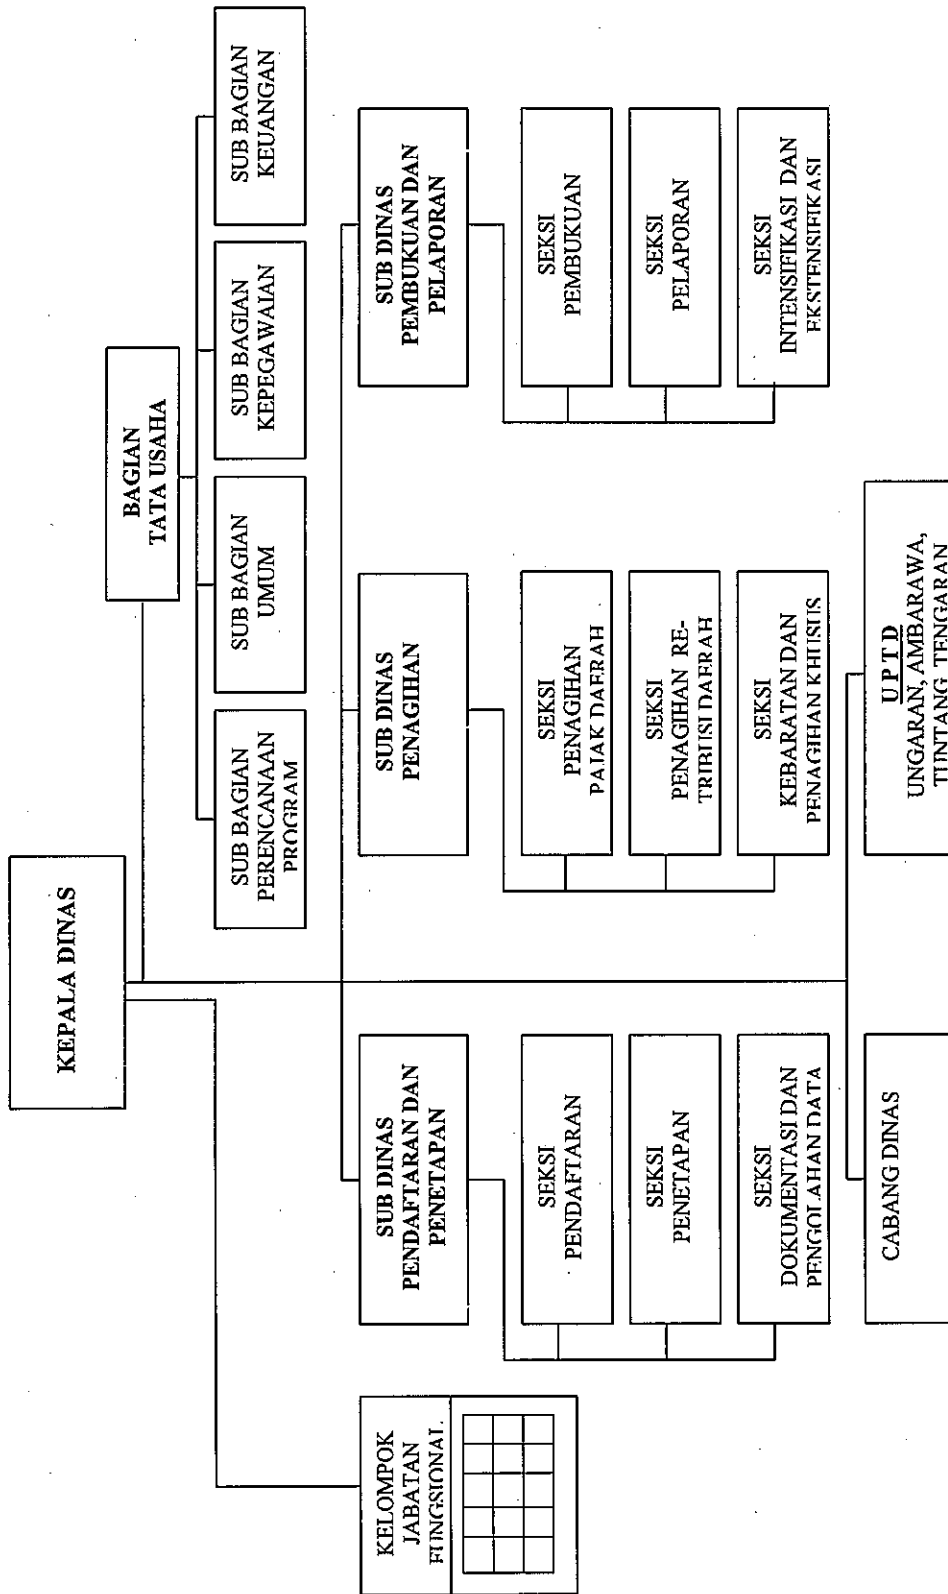 KEPALA DINAS
BAGIAN
TATA USAHA
SUB BAGIAN
PERENCANAAN
PROGRAM
SUB BAGIAN
UMUM
SUB BAGIAN
KEPEGAWAIAN
SUB BAGIAN
KEUANGAN
KELOMPOK
JABATAN
FUNGSIONAL
SUB DINAS
PENDAFTARAN DAN
PENETAPAN
SUB DINAS
PENAGIHAN
SUB DINAS
PEMBUKUAN DAN
PELAPORAN
SEKSI
PENDAFTARAN
SEKSI
PENAGIHAN
PAJAK DAERAH
SEKSI
PEMBUKUAN
SEKSI
PENETAPAN
SEKSI
PENAGIHAN RE-
TRIBUSI DAERAH
SEKSI
PELAPORAN
SEKSI
DOKUMENTASI DAN
PENGOLAHAN DATA
SEKSI
KEBARATAN DAN
PENAGIHAN KHUSUS
SEKSI
INTENSIFIKASI DAN
EKSTENSIFIKASI
CABANG DINAS
U P T D
UNGARAN, AMBARAWA,
TUNTANG, TENGARAN